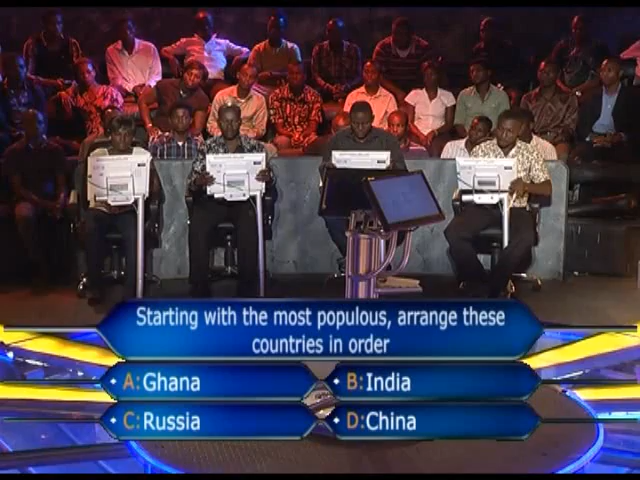 Starting with the most populous, arrange these
countries in order
A: Ghana
B: India
C: Russia
D: China